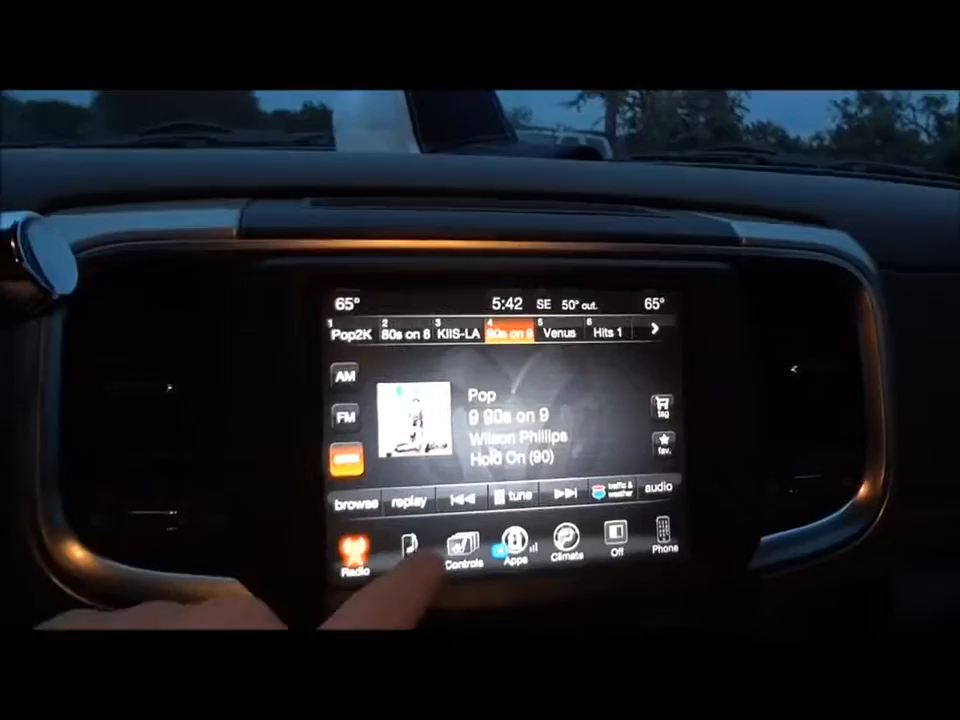 65° 5:42 SE 50° out. 65°
1 Pop2K 2 80s on 8 3 KIIS-LA 4 90s on 9 5 Venus 6 Hits 1
AM
FM
Pop
9 90s on 9
Wilson Phillips
Hold On (90)
tag
fav.
browse replay tune traffic & weather audio
Radio Controls Apps Climate Off Phone